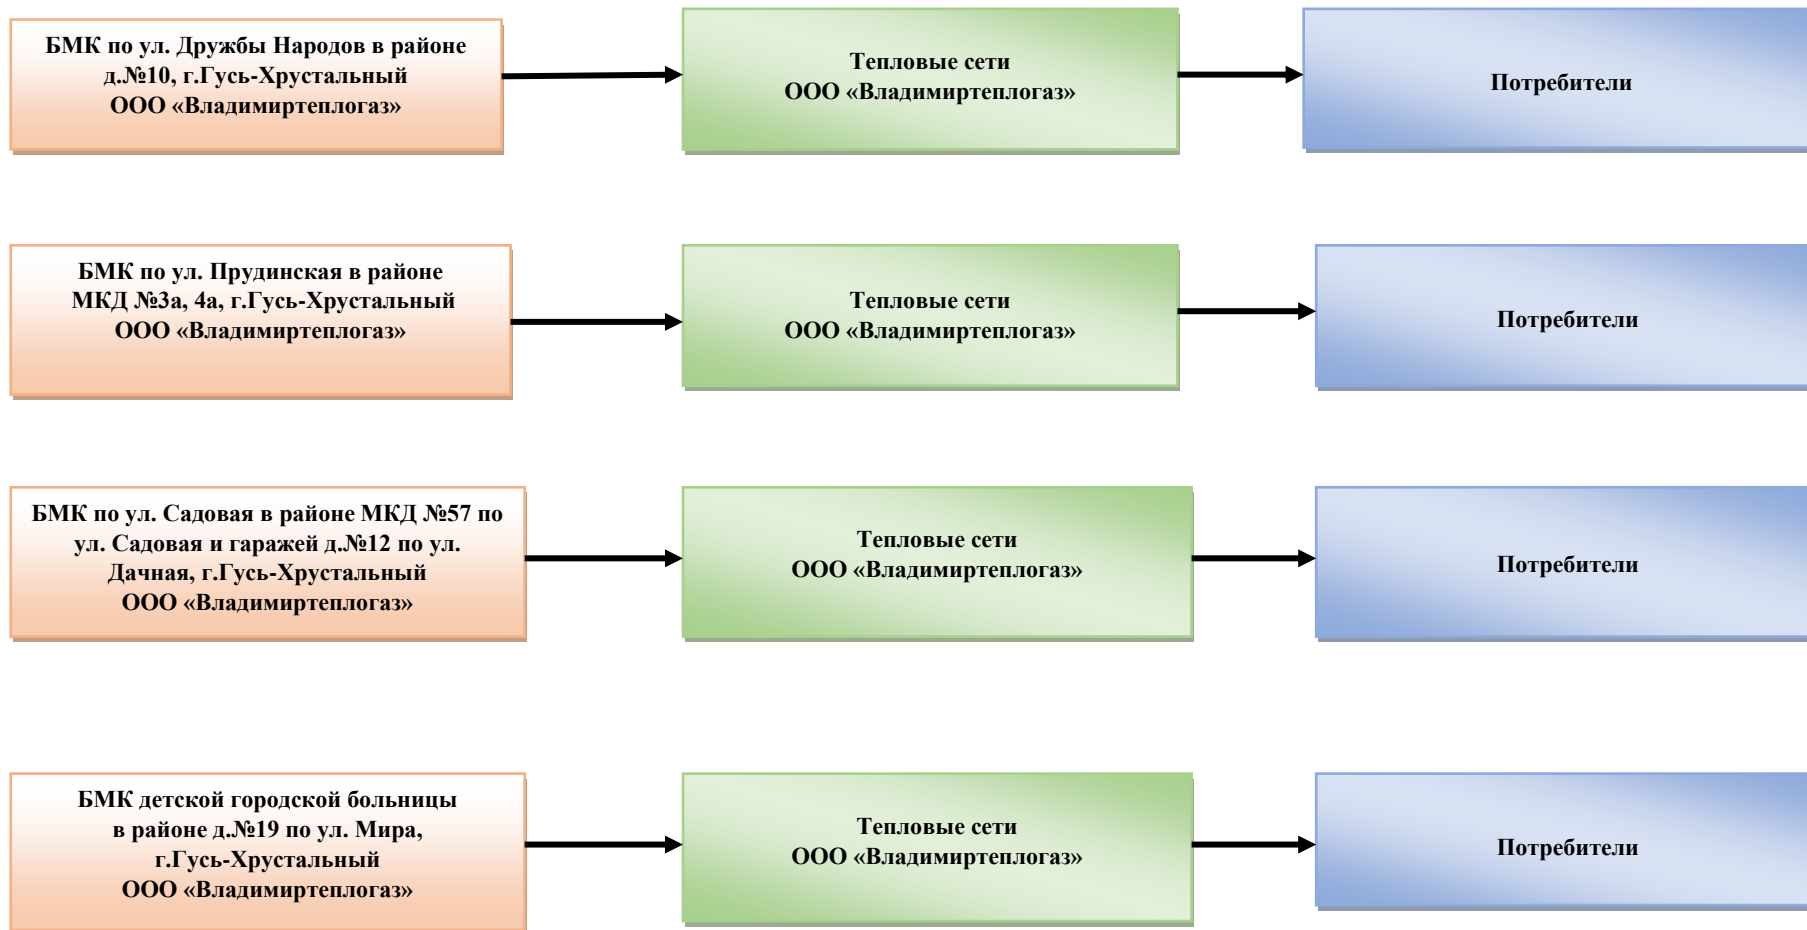 БМК по ул. Дружбы Народов в районе
д.№10, г.Гусь-Хрустальный
ООО «Владимиртеплогаз»
Тепловые сети
ООО «Владимиртеплогаз»
Потребители
БМК по ул. Прудинская в районе
МКД №3а, 4а, г.Гусь-Хрустальный
ООО «Владимиртеплогаз»
Тепловые сети
ООО «Владимиртеплогаз»
Потребители
БМК по ул. Садовая в районе МКД №57 по
ул. Садовая и гаражей д.№12 по ул.
Дачная, г.Гусь-Хрустальный
ООО «Владимиртеплогаз»
Тепловые сети
ООО «Владимиртеплогаз»
Потребители
БМК детской городской больницы
в районе д.№19 по ул. Мира,
г.Гусь-Хрустальный
ООО «Владимиртеплогаз»
Тепловые сети
ООО «Владимиртеплогаз»
Потребители